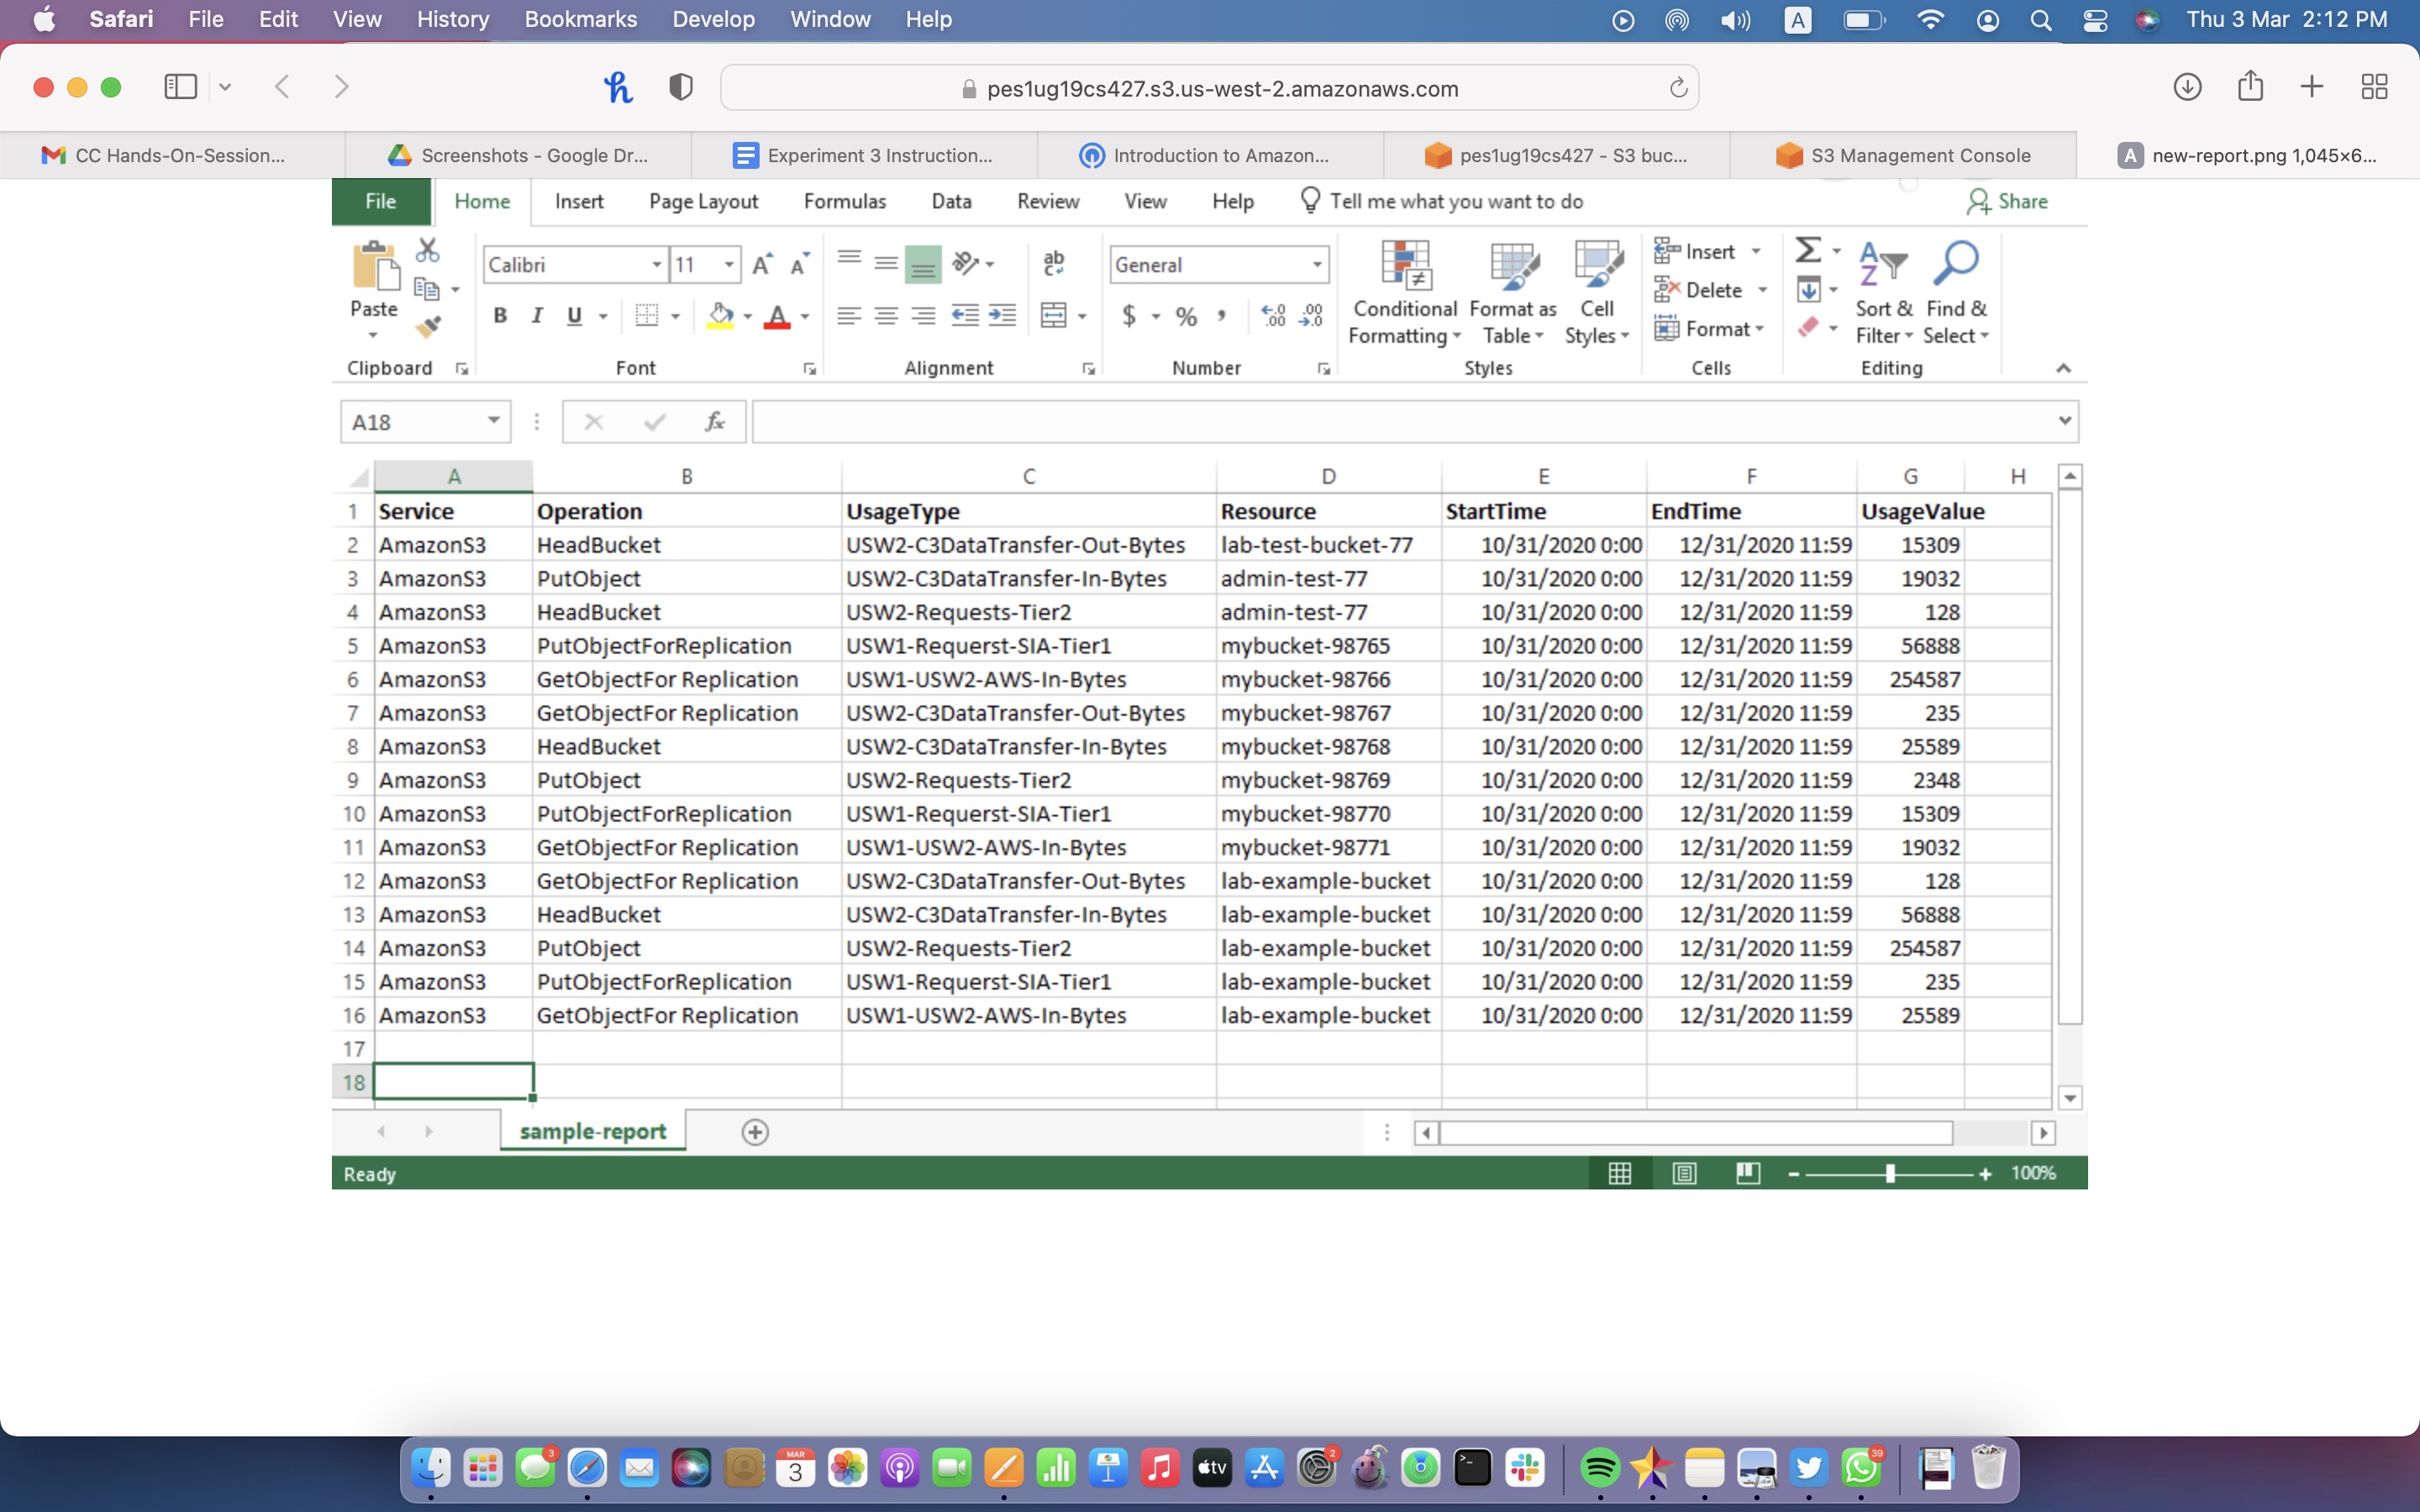 Safari File Edit View History Bookmarks Develop Window Help A Thu 3 Mar 2:12 PM
pes1ug19cs427.s3.us-west-2.amazonaws.com
CC Hands-On-Session... Screenshots - Google Dr... Experiment 3 Instruction... Introduction to Amazon... pes1ug19cs427 - S3 buc... S3 Management Console A new-report.png 1,045×6...
File Home Insert Page Layout Formulas Data Review View Help Tell me what you want to do Share
Paste Calibri 11 A A ab c General Conditional Formatting Format as Table Cell Styles Insert Delete Format Sort & Filter Find & Select
B I U A $ % , .0 .00 .00 .0
Clipboard Font Alignment Number Styles Cells Editing
A18 fx
A B C D E F G H
1 Service Operation UsageType Resource StartTime EndTime UsageValue
2 AmazonS3 HeadBucket USW2-C3DataTransfer-Out-Bytes lab-test-bucket-77 10/31/2020 0:00 12/31/2020 11:59 15309
3 AmazonS3 PutObject USW2-C3DataTransfer-In-Bytes admin-test-77 10/31/2020 0:00 12/31/2020 11:59 19032
4 AmazonS3 HeadBucket USW2-Requests-Tier2 admin-test-77 10/31/2020 0:00 12/31/2020 11:59 128
5 AmazonS3 PutObjectForReplication USW1-Requerst-SIA-Tier1 mybucket-98765 10/31/2020 0:00 12/31/2020 11:59 56888
6 AmazonS3 GetObjectFor Replication USW1-USW2-AWS-In-Bytes mybucket-98766 10/31/2020 0:00 12/31/2020 11:59 254587
7 AmazonS3 GetObjectFor Replication USW2-C3DataTransfer-Out-Bytes mybucket-98767 10/31/2020 0:00 12/31/2020 11:59 235
8 AmazonS3 HeadBucket USW2-C3DataTransfer-In-Bytes mybucket-98768 10/31/2020 0:00 12/31/2020 11:59 25589
9 AmazonS3 PutObject USW2-Requests-Tier2 mybucket-98769 10/31/2020 0:00 12/31/2020 11:59 2348
10 AmazonS3 PutObjectForReplication USW1-Requerst-SIA-Tier1 mybucket-98770 10/31/2020 0:00 12/31/2020 11:59 15309
11 AmazonS3 GetObjectFor Replication USW1-USW2-AWS-In-Bytes mybucket-98771 10/31/2020 0:00 12/31/2020 11:59 19032
12 AmazonS3 GetObjectFor Replication USW2-C3DataTransfer-Out-Bytes lab-example-bucket 10/31/2020 0:00 12/31/2020 11:59 128
13 AmazonS3 HeadBucket USW2-C3DataTransfer-In-Bytes lab-example-bucket 10/31/2020 0:00 12/31/2020 11:59 56888
14 AmazonS3 PutObject USW2-Requests-Tier2 lab-example-bucket 10/31/2020 0:00 12/31/2020 11:59 254587
15 AmazonS3 PutObjectForReplication USW1-Requerst-SIA-Tier1 lab-example-bucket 10/31/2020 0:00 12/31/2020 11:59 235
16 AmazonS3 GetObjectFor Replication USW1-USW2-AWS-In-Bytes lab-example-bucket 10/31/2020 0:00 12/31/2020 11:59 25589
17
18
sample-report
Ready 100%
3 MAR 3 tv 2 39